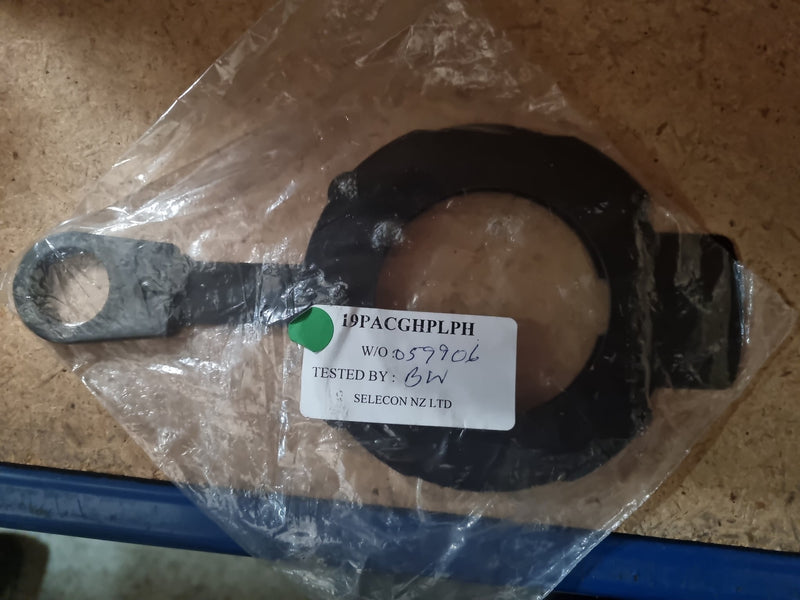 19PACGHPLPH
W/O: 059906
TESTED BY: BW
SELECON NZ LTD